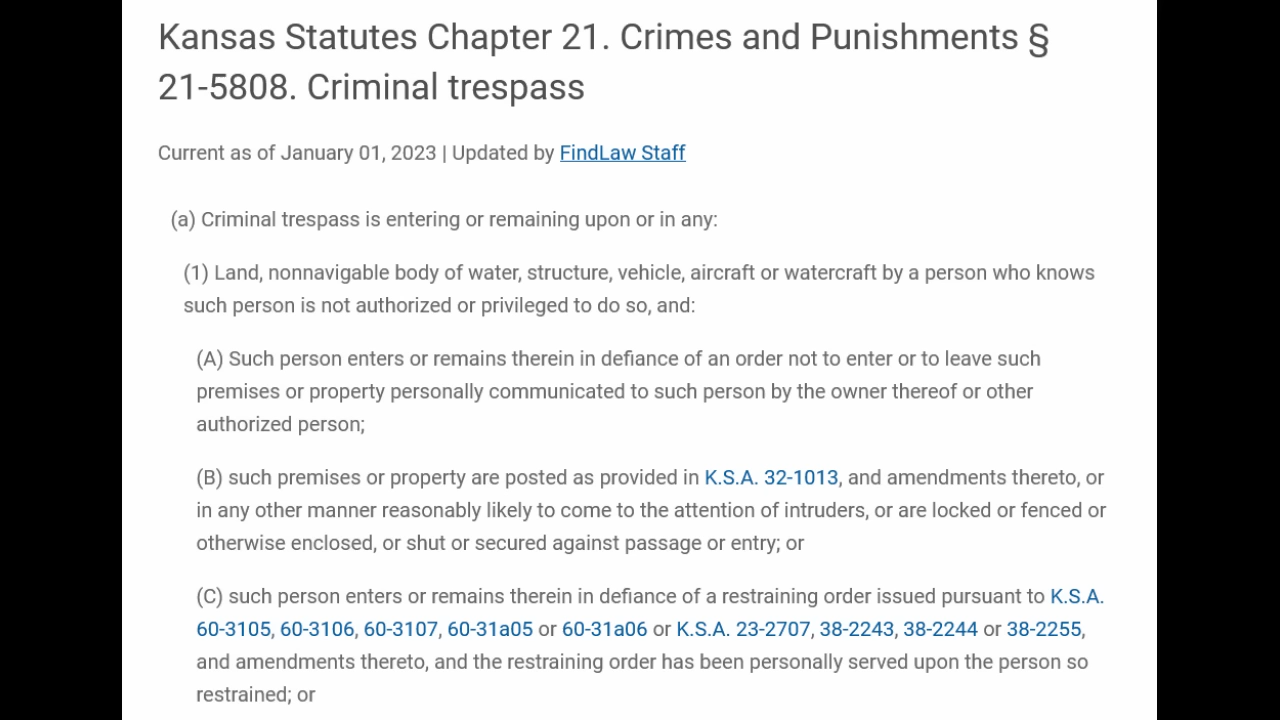 Kansas Statutes Chapter 21. Crimes and Punishments §
21-5808. Criminal trespass
Current as of January 01, 2023 | Updated by FindLaw Staff
(a) Criminal trespass is entering or remaining upon or in any:
(1) Land, nonnavigable body of water, structure, vehicle, aircraft or watercraft by a person who knows
such person is not authorized or privileged to do so, and:
(A) Such person enters or remains therein in defiance of an order not to enter or to leave such
premises or property personally communicated to such person by the owner thereof or other
authorized person;
(B) such premises or property are posted as provided in K.S.A. 32-1013, and amendments thereto, or
in any other manner reasonably likely to come to the attention of intruders, or are locked or fenced or
otherwise enclosed, or shut or secured against passage or entry; or
(C) such person enters or remains therein in defiance of a restraining order issued pursuant to K.S.A.
60-3105, 60-3106, 60-3107, 60-31a05 or 60-31a06 or K.S.A. 23-2707, 38-2243, 38-2244 or 38-2255,
and amendments thereto, and the restraining order has been personally served upon the person so
restrained; or